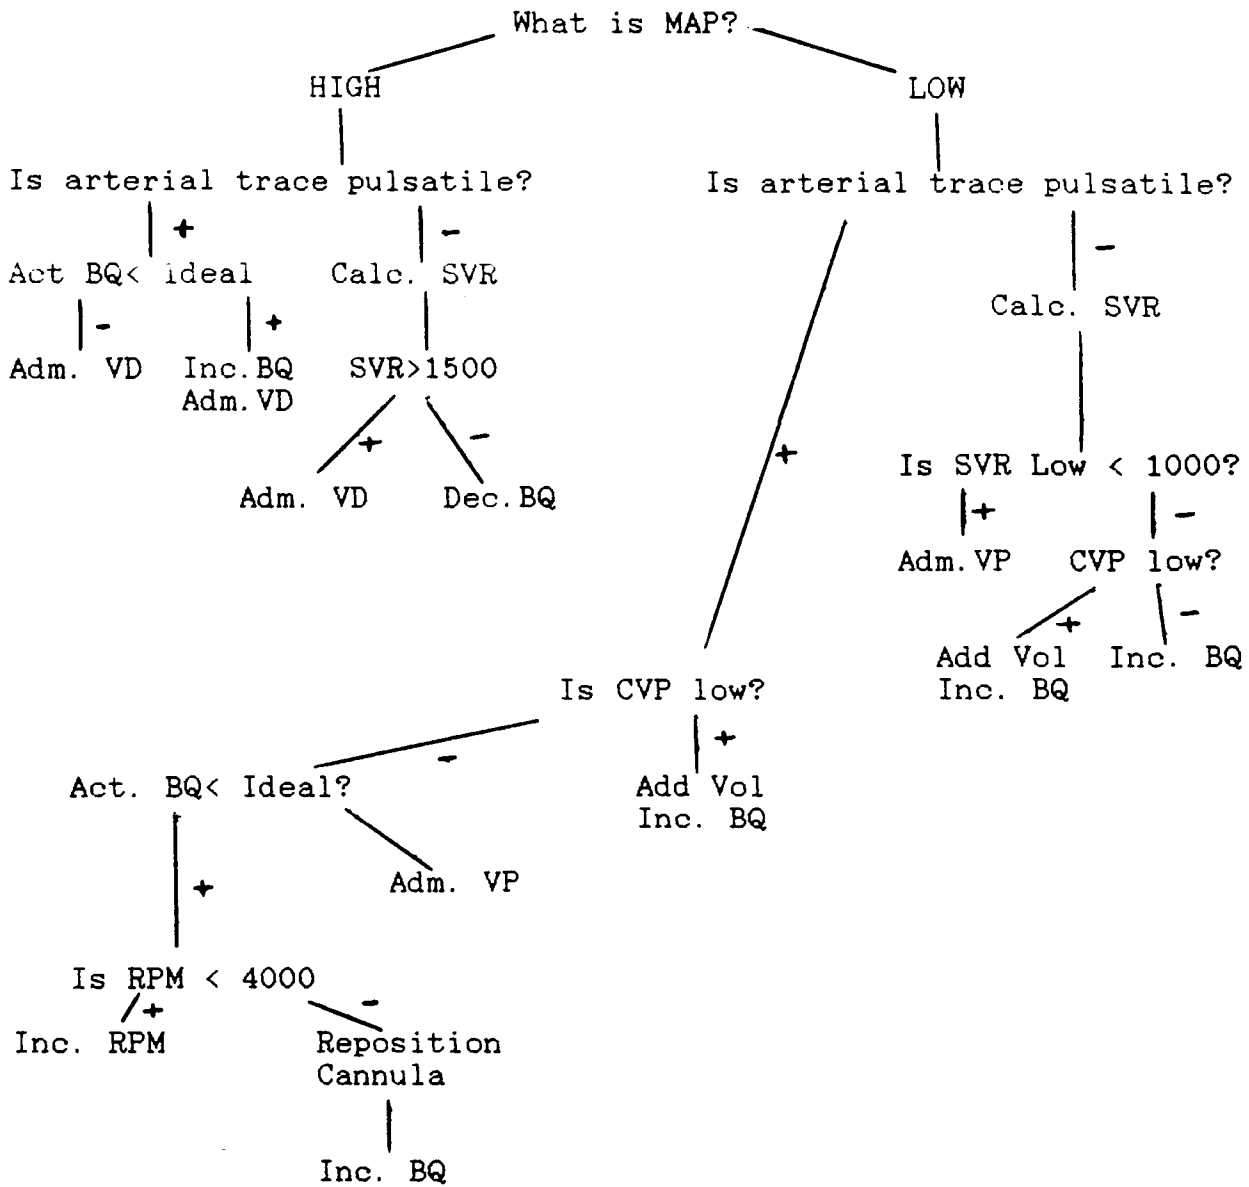 What is MAP?
HIGH
LOW
Is arterial trace pulsatile?
Is arterial trace pulsatile?
+
-
-
Act BQ< ideal
Calc. SVR
Calc. SVR
-
+
Adm. VD
Inc.BQ
Adm.VD
SVR>1500
+
-
+
Is SVR Low < 1000?
Adm. VD
Dec.BQ
+
-
Adm.VP
CVP low?
+
-
Add Vol
Inc. BQ
Inc. BQ
Is CVP low?
-
+
Act. BQ< Ideal?
Add Vol
Inc. BQ
+
Adm. VP
Is RPM < 4000
+
-
Inc. RPM
Reposition
Cannula
Inc. BQ